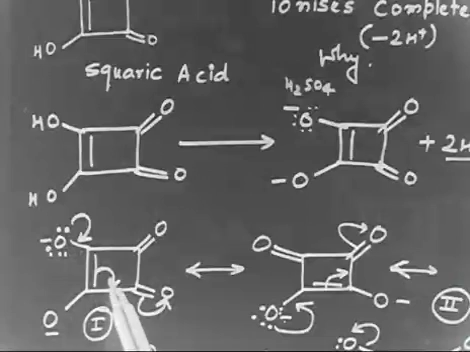 Ionises Complete
(-2H⁺)
Why.
HO
O
Squaric Acid
H₂SO₄
HO
O
- O
O
+ 2H
HO
O
- O
O
- O
O
O
O
O
O
- O
O -
I
II
O